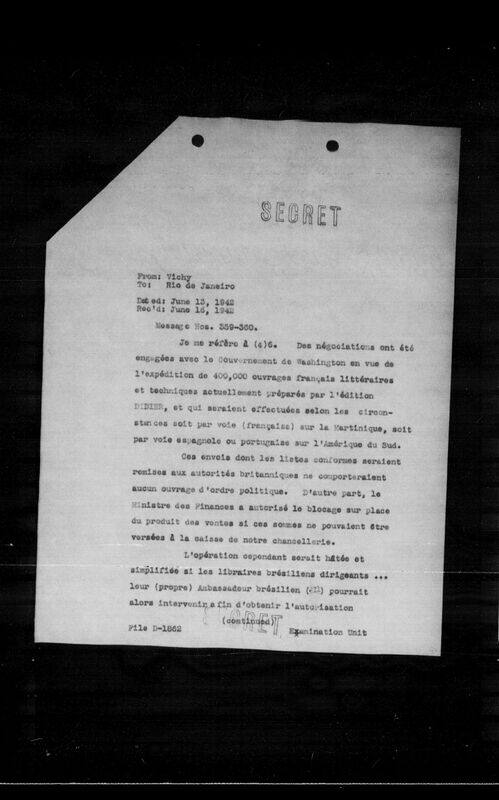 SECRET
From: Vichy
To: Rio de Janeiro
Dated: June 13, 1942
Rec'd: June 16, 1942
Message Nos. 359-360.
Je me réfère à (4)6. Des négociations ont été
engagées avec le Gouvernement de Washington en vue de
l'expédition de 400,000 ouvrages français littéraires
et techniques actuellement préparés par l'édition
DIDIER, et qui seraient effectuées selon les circon-
stances soit par voie (française) sur la Martinique, soit
par voie espagnole ou portugaise sur l'Amérique du Sud.
Ces envois dont les listes conformes seraient
remises aux autorités britanniques ne comporteraient
aucun ouvrage d'ordre politique. D'autre part, le
Ministre des Finances a autorisé le blocage sur place
du produit des ventes si ces sommes ne pouvaient être
versées à la caisse de notre chancellerie.
L'opération cependant serait hâtée et
simplifiée si les libraires brésiliens dirigeants ...
leur (propre) Ambassadeur brésilien pourrait
alors intervenir afin d'obtenir l'autorisation
(continued)
SECRET
File D-1862
Examination Unit